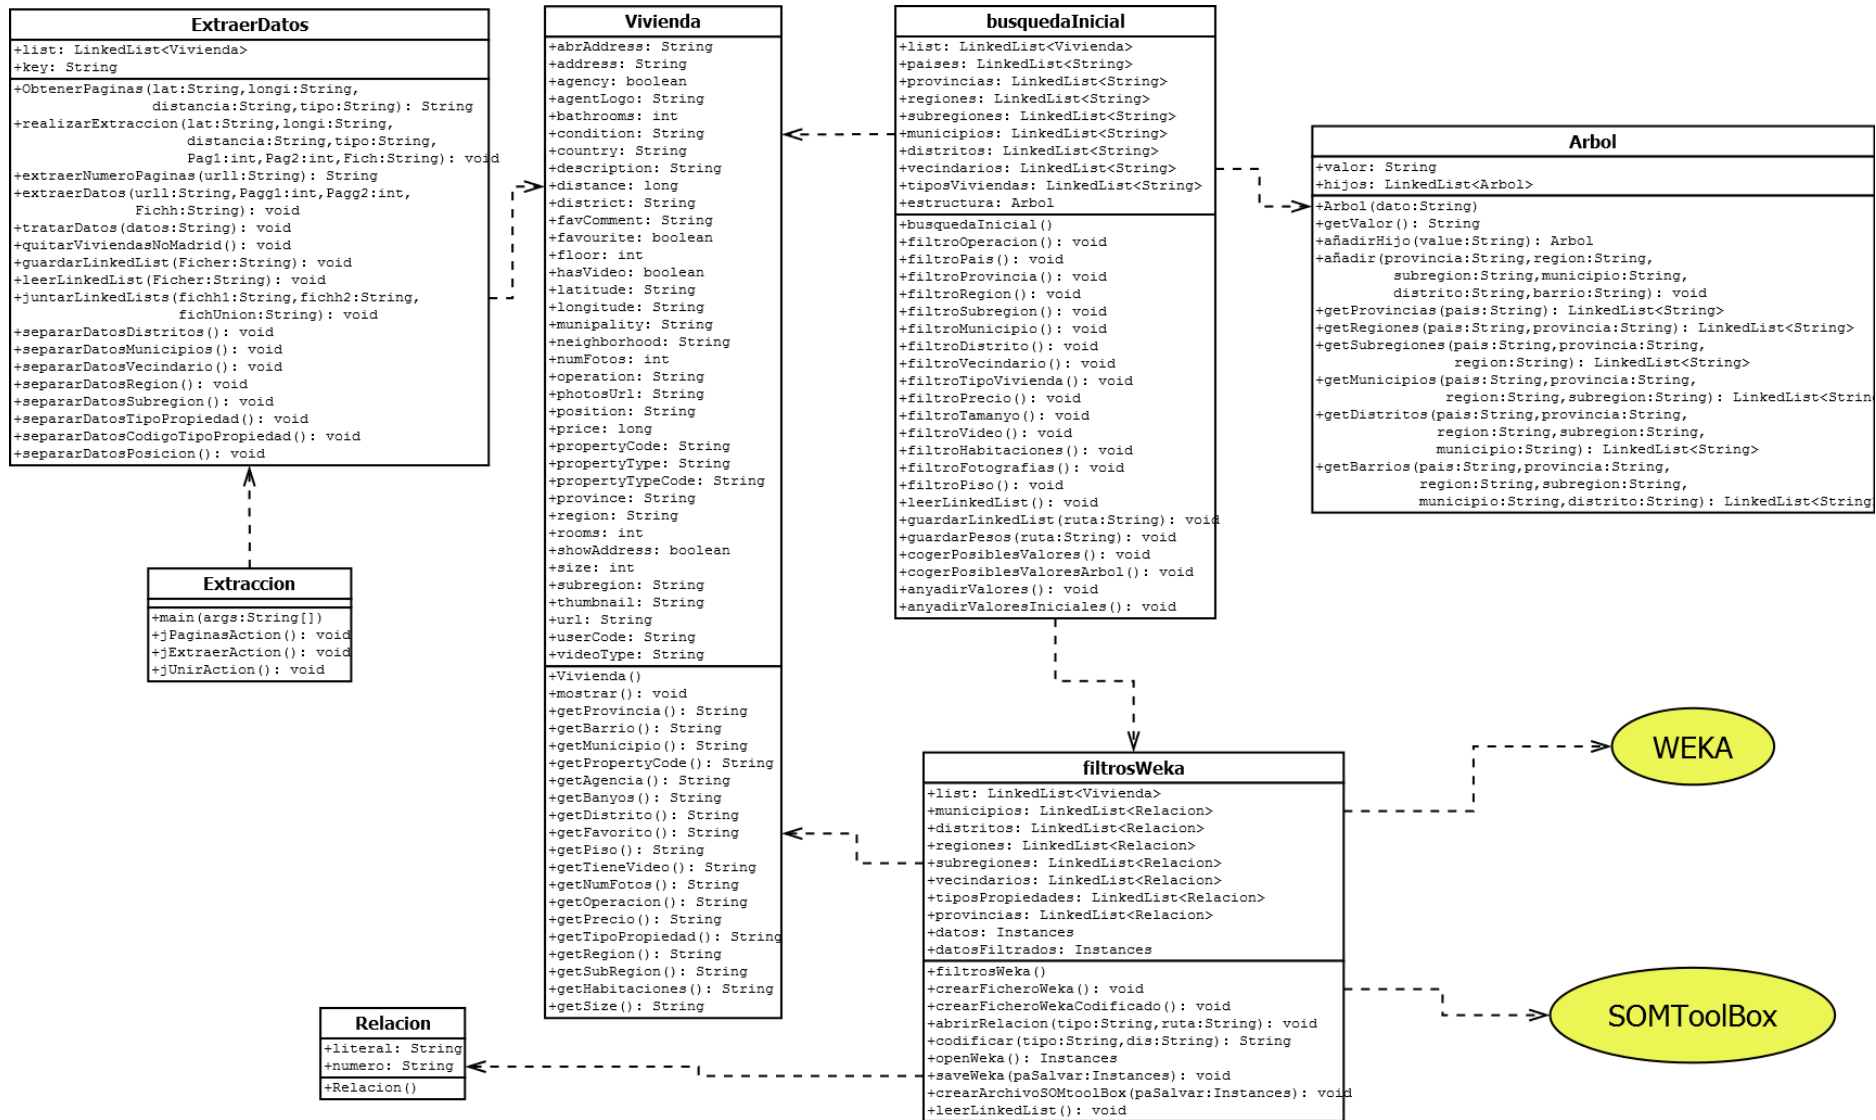 ExtraerDatos
+list: LinkedList<Vivienda>
+key: String
+ObtenerPaginas(lat:String,longi:String,
distancia:String,tipo:String): String
+realizarExtraccion(lat:String,longi:String,
distancia:String,tipo:String,
Pag1:int,Pag2:int,Fich:String): void
+extraerNumeroPaginas(urll:String): String
+extraerDatos(urll:String,Pagg1:int,Pagg2:int,
Fichh:String): void
+tratarDatos(datos:String): void
+quitarViviendasNoMadrid(): void
+guardarLinkedList(Ficher:String): void
+leerLinkedList(Ficher:String): void
+juntarLinkedLists(fichh1:String,fichh2:String,
fichUnion:String): void
+separarDatosDistritos(): void
+separarDatosMunicipios(): void
+separarDatosVecindario(): void
+separarDatosRegion(): void
+separarDatosSubregion(): void
+separarDatosTipoPropiedad(): void
+separarDatosCodigoTipoPropiedad(): void
+separarDatosPosicion(): void
Extraccion
+main(args:String[])
+jPaginasAction(): void
+jExtraerAction(): void
+jUnirAction(): void
Vivienda
+abrAddress: String
+address: String
+agency: boolean
+agentLogo: String
+bathrooms: int
+condition: String
+country: String
+description: String
+distance: long
+district: String
+favComment: String
+favourite: boolean
+floor: int
+hasVideo: boolean
+latitude: String
+longitude: String
+munipality: String
+neighborhood: String
+numFotos: int
+operation: String
+photosUrl: String
+position: String
+price: long
+propertyCode: String
+propertyType: String
+propertyTypeCode: String
+province: String
+region: String
+rooms: int
+showAddress: boolean
+size: int
+subregion: String
+thumbnail: String
+url: String
+userCode: String
+videoType: String
+Vivienda()
+mostrar(): void
+getProvincia(): String
+getBarrio(): String
+getMunicipio(): String
+getPropertyCode(): String
+getAgencia(): String
+getBanyos(): String
+getDistrito(): String
+getFavorito(): String
+getPiso(): String
+getTieneVideo(): String
+getNumFotos(): String
+getOperacion(): String
+getPrecio(): String
+getTipoPropiedad(): String
+getRegion(): String
+getSubRegion(): String
+getHabitaciones(): String
+getSize(): String
Relacion
+literal: String
+numero: String
+Relacion()
busquedaInicial
+list: LinkedList<Vivienda>
+paises: LinkedList<String>
+provincias: LinkedList<String>
+regiones: LinkedList<String>
+subregiones: LinkedList<String>
+municipios: LinkedList<String>
+distritos: LinkedList<String>
+vecindarios: LinkedList<String>
+tiposViviendas: LinkedList<String>
+estructura: Arbol
+busquedaInicial()
+filtroOperacion(): void
+filtroPais(): void
+filtroProvincia(): void
+filtroRegion(): void
+filtroSubregion(): void
+filtroMunicipio(): void
+filtroDistrito(): void
+filtroVecindario(): void
+filtroTipoVivienda(): void
+filtroPrecio(): void
+filtroTamanyo(): void
+filtroVideo(): void
+filtroHabitaciones(): void
+filtroFotografias(): void
+filtroPiso(): void
+leerLinkedList(): void
+guardarLinkedList(ruta:String): void
+guardarPesos(ruta:String): void
+cogerPosiblesValores(): void
+cogerPosiblesValoresArbol(): void
+anyadirValores(): void
+anyadirValoresIniciales(): void
Arbol
+valor: String
+hijos: LinkedList<Arbol>
+Arbol(dato:String)
+getValor(): String
+añadirHijo(value:String): Arbol
+añadir(provincia:String,region:String,
subregion:String,municipio:String,
distrito:String,barrio:String): void
+getProvincias(pais:String): LinkedList<String>
+getRegiones(pais:String,provincia:String): LinkedList<String>
+getSubregiones(pais:String,provincia:String,
region:String): LinkedList<String>
+getMunicipios(pais:String,provincia:String,
region:String,subregion:String): LinkedList<String
+getDistritos(pais:String,provincia:String,
region:String,subregion:String,
municipio:String): LinkedList<String>
+getBarrios(pais:String,provincia:String,
region:String,subregion:String,
municipio:String,distrito:String): LinkedList<String>
filtrosWeka
+list: LinkedList<Vivienda>
+municipios: LinkedList<Relacion>
+distritos: LinkedList<Relacion>
+regiones: LinkedList<Relacion>
+subregiones: LinkedList<Relacion>
+vecindarios: LinkedList<Relacion>
+tiposPropiedades: LinkedList<Relacion>
+provincias: LinkedList<Relacion>
+datos: Instances
+datosFiltrados: Instances
+filtrosWeka()
+crearFicheroWeka(): void
+crearFicheroWekaCodificado(): void
+abrirRelacion(tipo:String,ruta:String): void
+codificar(tipo:String,dis:String): String
+openWeka(): Instances
+saveWeka(paSalvar:Instances): void
+crearArchivoSOMtoolBox(paSalvar:Instances): void
+leerLinkedList(): void
WEKA
SOMToolBox